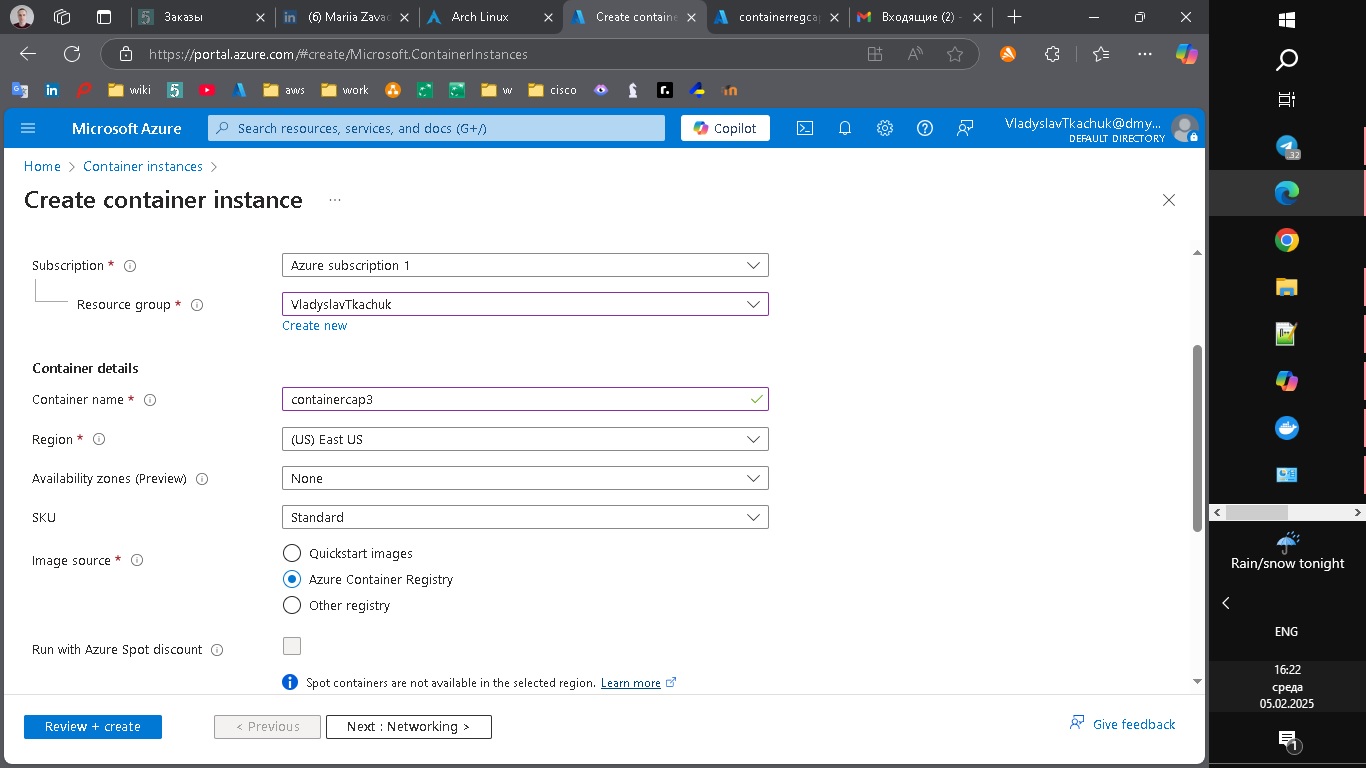 Заказы
(6) Mariia Zavad
Arch Linux
Create containe
containerregcap
Входящие (2) -
https://portal.azure.com/#create/Microsoft.ContainerInstances
wiki
aws
work
w
cisco
Microsoft Azure
Search resources, services, and docs (G+/)
Copilot
VladyslavTkachuk@dmy...
DEFAULT DIRECTORY
Home > Container instances >
Create container instance ...
Subscription *
Azure subscription 1
Resource group *
VladyslavTkachuk
Create new
Container details
Container name *
containercap3
Region *
(US) East US
Availability zones (Preview)
None
SKU
Standard
Image source *
Quickstart images
Azure Container Registry
Other registry
Run with Azure Spot discount
Spot containers are not available in the selected region. Learn more
Review + create
< Previous
Next : Networking >
Give feedback
32
Rain/snow tonight
ENG
16:22
среда
05.02.2025
1